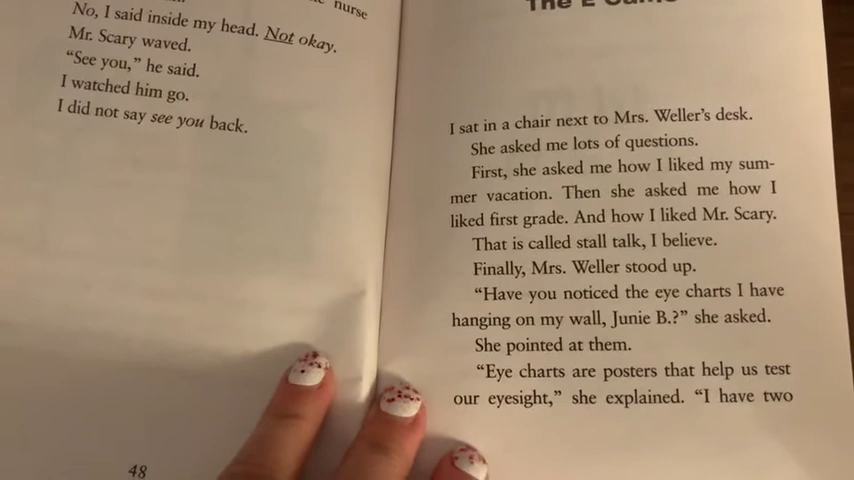 nurse
No, I said inside my head. Not okay.
Mr. Scary waved.
“See you,” he said.
I watched him go.
I did not say see you back.
48
The E Game
I sat in a chair next to Mrs. Weller’s desk.
She asked me lots of questions.
First, she asked me how I liked my sum-
mer vacation. Then she asked me how I
liked first grade. And how I liked Mr. Scary.
That is called stall talk, I believe.
Finally, Mrs. Weller stood up.
“Have you noticed the eye charts I have
hanging on my wall, Junie B.?” she asked.
She pointed at them.
“Eye charts are posters that help us test
our eyesight,” she explained. “I have two